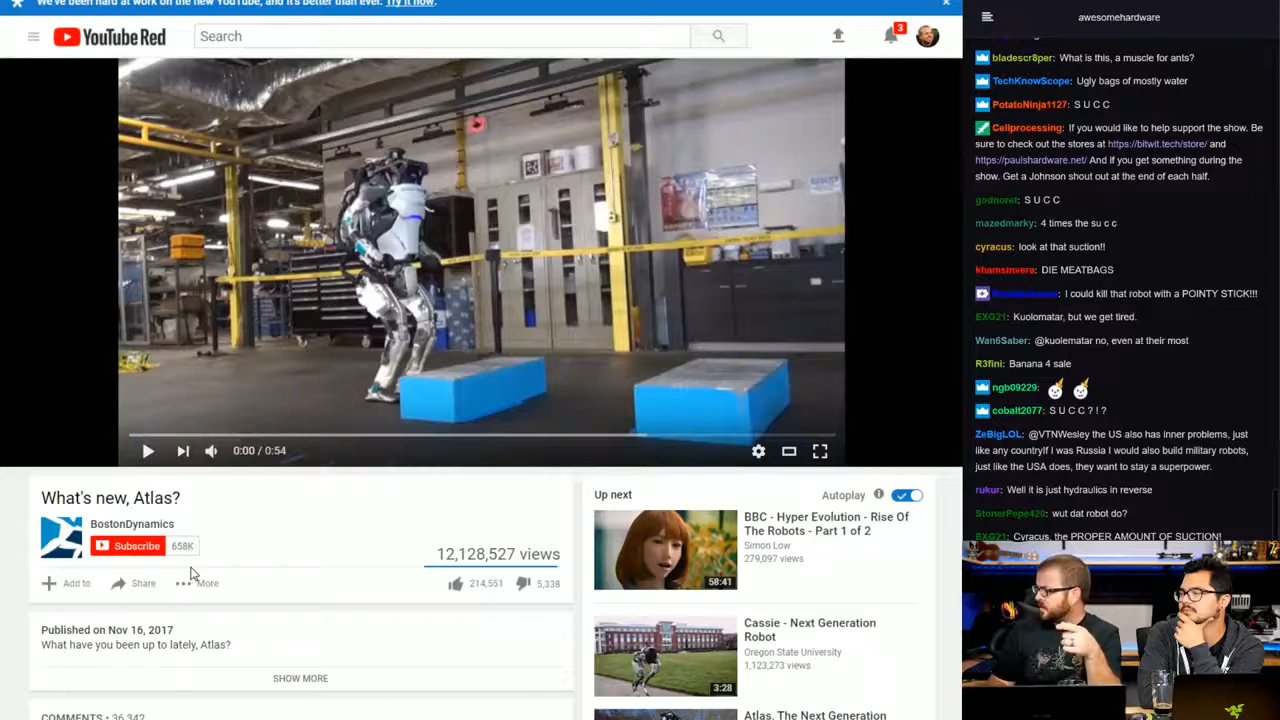 We've been hard at work on the new YouTube, and it's better than ever. Try it now.
YouTube Red
Search
3
0:00 / 0:54
What's new, Atlas?
BostonDynamics
Subscribe 658K
12,128,527 views
Add to Share More
214,551 5,338
Published on Nov 16, 2017
What have you been up to lately, Atlas?
SHOW MORE
COMMENTS • 36,342
Up next
Autoplay
BBC - Hyper Evolution - Rise Of
The Robots - Part 1 of 2
Simon Low
279,097 views
58:41
Cassie - Next Generation
Robot
Oregon State University
1,123,273 views
3:28
Atlas, The Next Generation
awesomehardware
bladescr8per: What is this, a muscle for ants?
TechKnowScope: Ugly bags of mostly water
PotatoNinja1127: S U C C
Cellprocessing: If you would like to help support the show. Be
sure to check out the stores at https://bitwit.tech/store/ and
https://paulshardware.net/ And if you get something during the
show. Get a Johnson shout out at the end of each half.
godnoret: S U C C
mazedmarky: 4 times the su c c
cyracus: look at that suction!!
khamsinvera: DIE MEATBAGS
I could kill that robot with a POINTY STICK!!!
EXG21: Kuolomatar, but we get tired.
Wan6Saber: @kuolematar no, even at their most
R3fini: Banana 4 sale
ngb09229:
cobalt2077: S U C C ? ! ?
ZeBigLOL: @VTNWesley the US also has inner problems, just
like any countryIf I was Russia I would also build military robots,
just like the USA does, they want to stay a superpower.
rukur: Well it is just hydraulics in reverse
StonerPepe420: wut dat robot do?
EXG21: Cyracus, the PROPER AMOUNT OF SUCTION!